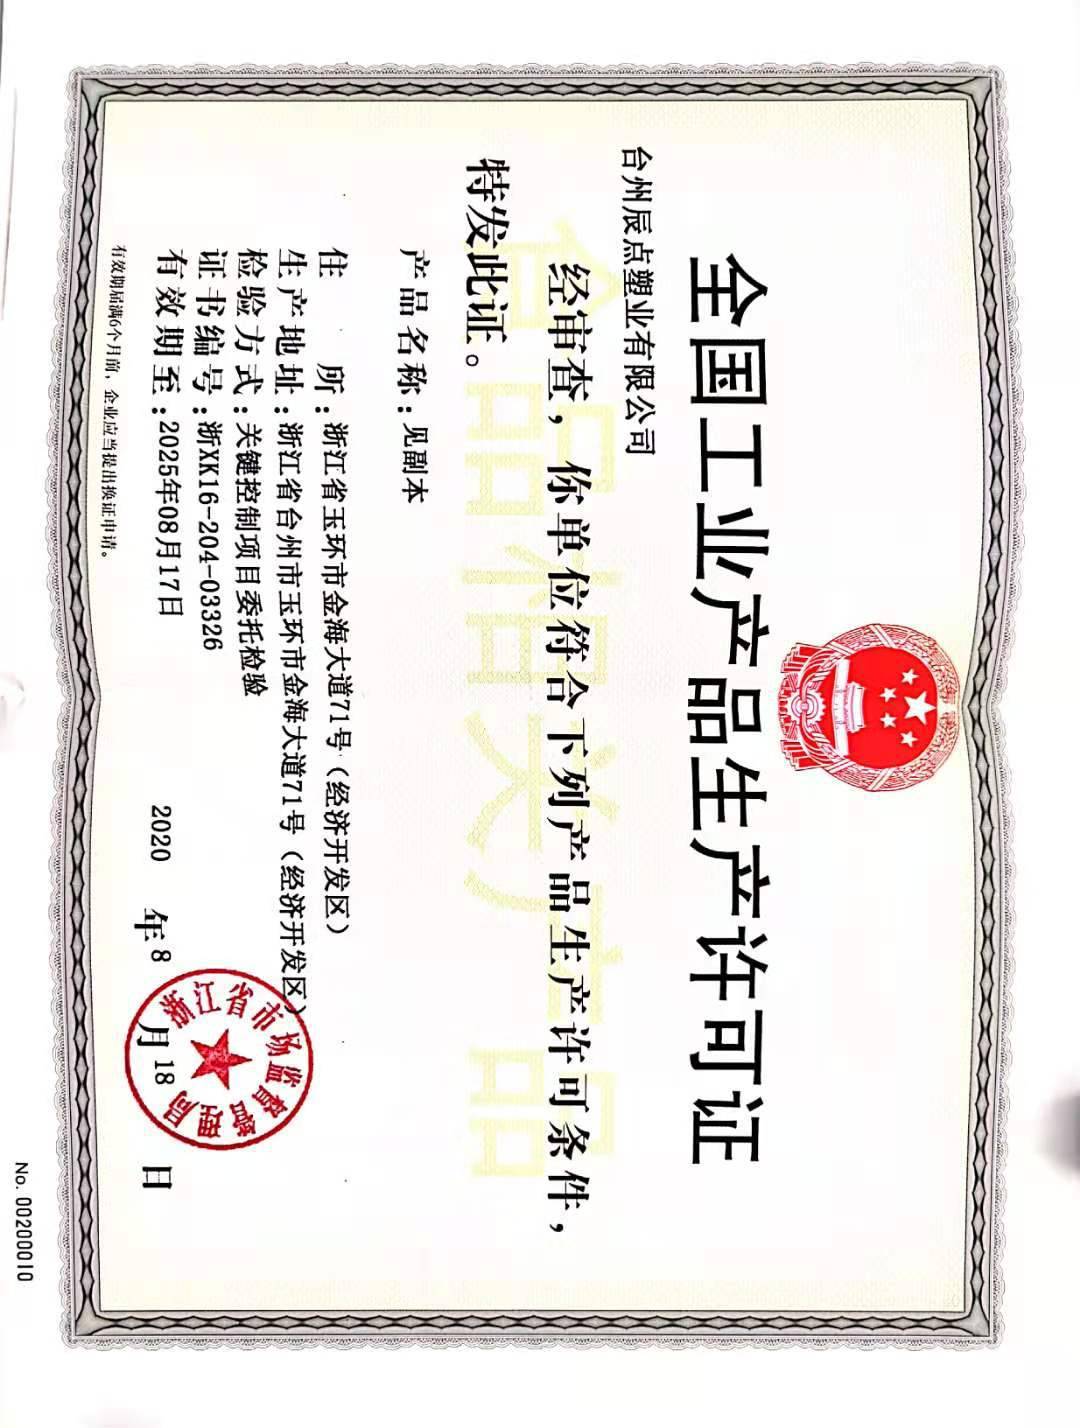 全国工业产品生产许可证
台州辰点塑业有限公司
经审查，你单位符合下列产品生产许可条件，
特发此证。
食品相关产品
产品名称：见副本
住 所：浙江省玉环市金海大道71号（经济开发区）
生产地址：浙江省台州市玉环市金海大道71号（经济开发区）
检验方式：关键控制项目委托检验
证书编号：浙XK16-204-03326
有效期至：2025年08月17日
2020 年 8 月 18 日
浙江省市场监督管理局
有效期届满6个月前，企业应当提出换证申请。
No. 00200010